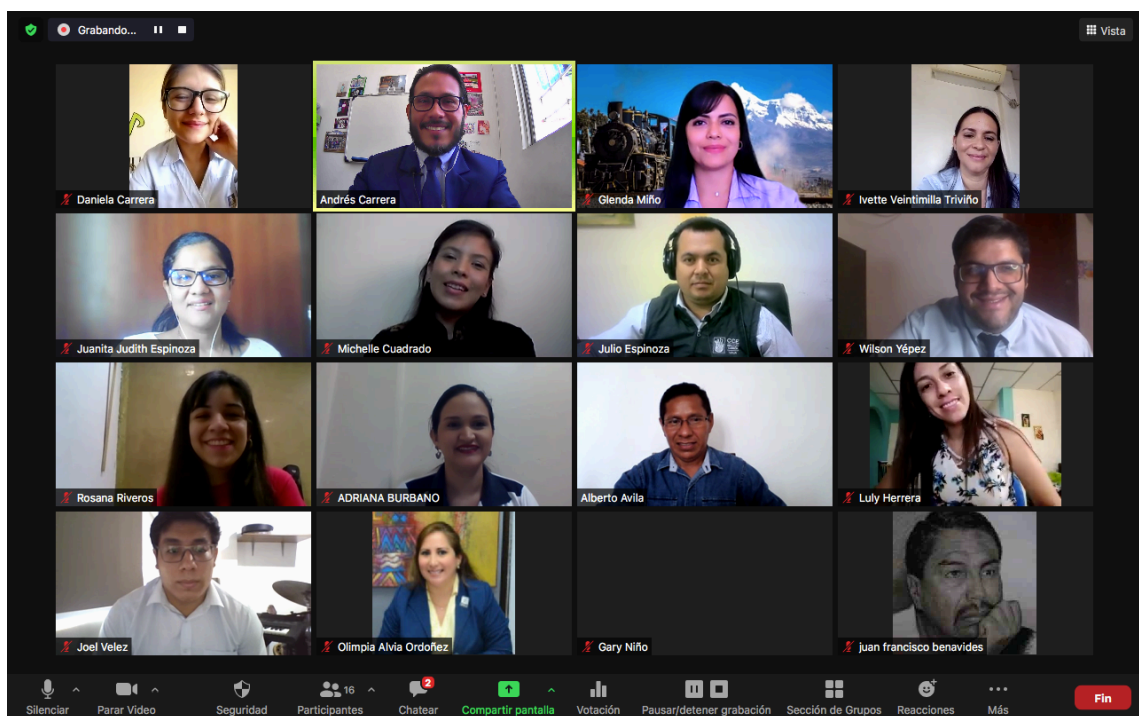 Grabando...
Vista
Daniela Carrera
Andrés Carrera
Glenda Miño
Ivette Veintimilla Triviño
Juanita Judith Espinoza
Michelle Cuadrado
Julio Espinoza
Wilson Yépez
CCE
Rosana Riveros
ADRIANA BURBANO
Alberto Avila
Luly Herrera
Joel Velez
Olimpia Alvia Ordoñez
Gary Niño
juan francisco benavides
16
2
Silenciar
Parar Video
Seguridad
Participantes
Chatear
Compartir pantalla
Votación
Pausar/detener grabación
Sección de Grupos
Reacciones
Más
Fin